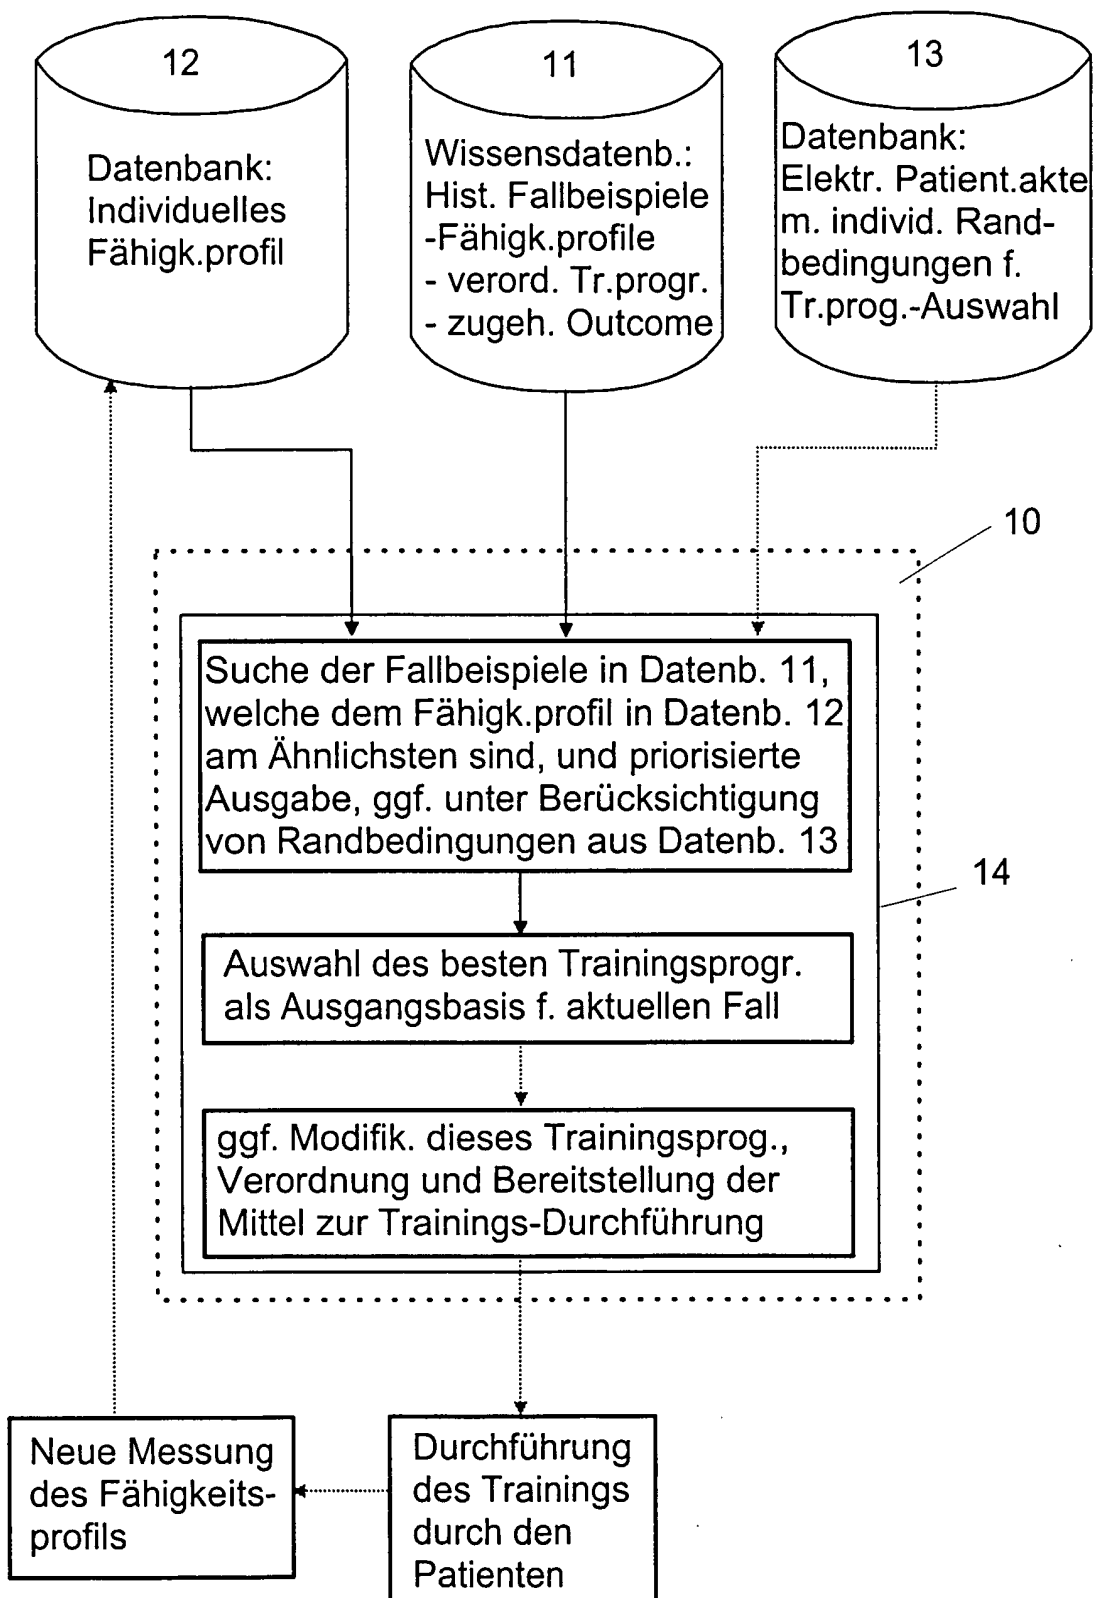 12
Datenbank:
Individuelles
Fähigk.profil
11
Wissensdatenb.:
Hist. Fallbeispiele
-Fähigk.profile
- verord. Tr.progr.
- zugeh. Outcome
13
Datenbank:
Elektr. Patient.akte
m. individ. Rand-
bedingungen f.
Tr.prog.-Auswahl
10
Suche der Fallbeispiele in Datenb. 11,
welche dem Fähigk.profil in Datenb. 12
am Ähnlichsten sind, und priorisierte
Ausgabe, ggf. unter Berücksichtigung
von Randbedingungen aus Datenb. 13
14
Auswahl des besten Trainingsprogr.
als Ausgangsbasis f. aktuellen Fall
ggf. Modifik. dieses Trainingsprog.,
Verordnung und Bereitstellung der
Mittel zur Trainings-Durchführung
Neue Messung
des Fähigkeits-
profils
Durchführung
des Trainings
durch den
Patienten